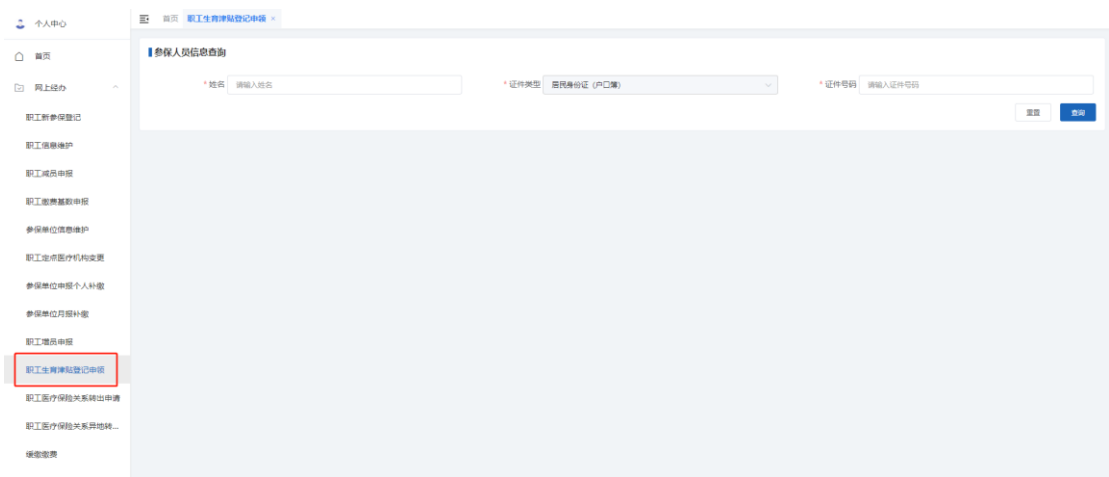 个人中心
首页
网上经办
职工新参保登记
职工信息维护
职工减员申报
职工缴费基数申报
参保单位信息维护
职工定点医疗机构变更
参保单位申报个人补缴
参保单位月报补缴
职工增员申报
职工生育津贴登记申领
职工医疗保险关系转出申请
职工医疗保险关系异地转...
缓缴缴费
首页 职工生育津贴登记申领 ×
参保人员信息查询
* 姓名 请输入姓名 * 证件类型 居民身份证（户口簿） * 证件号码 请输入证件号码
重置 查询